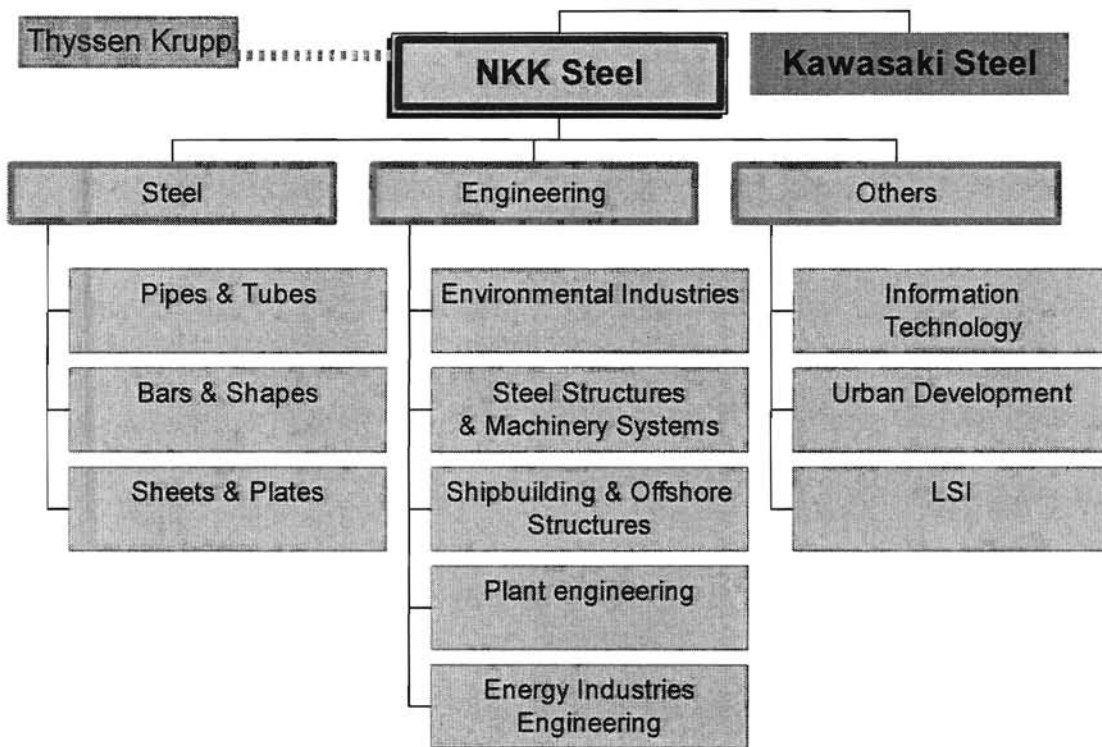 Thyssen Krupp
NKK Steel
Kawasaki Steel
Steel
Engineering
Others
Pipes & Tubes
Bars & Shapes
Sheets & Plates
Environmental Industries
Steel Structures
& Machinery Systems
Shipbuilding & Offshore
Structures
Plant engineering
Energy Industries
Engineering
Information
Technology
Urban Development
LSI